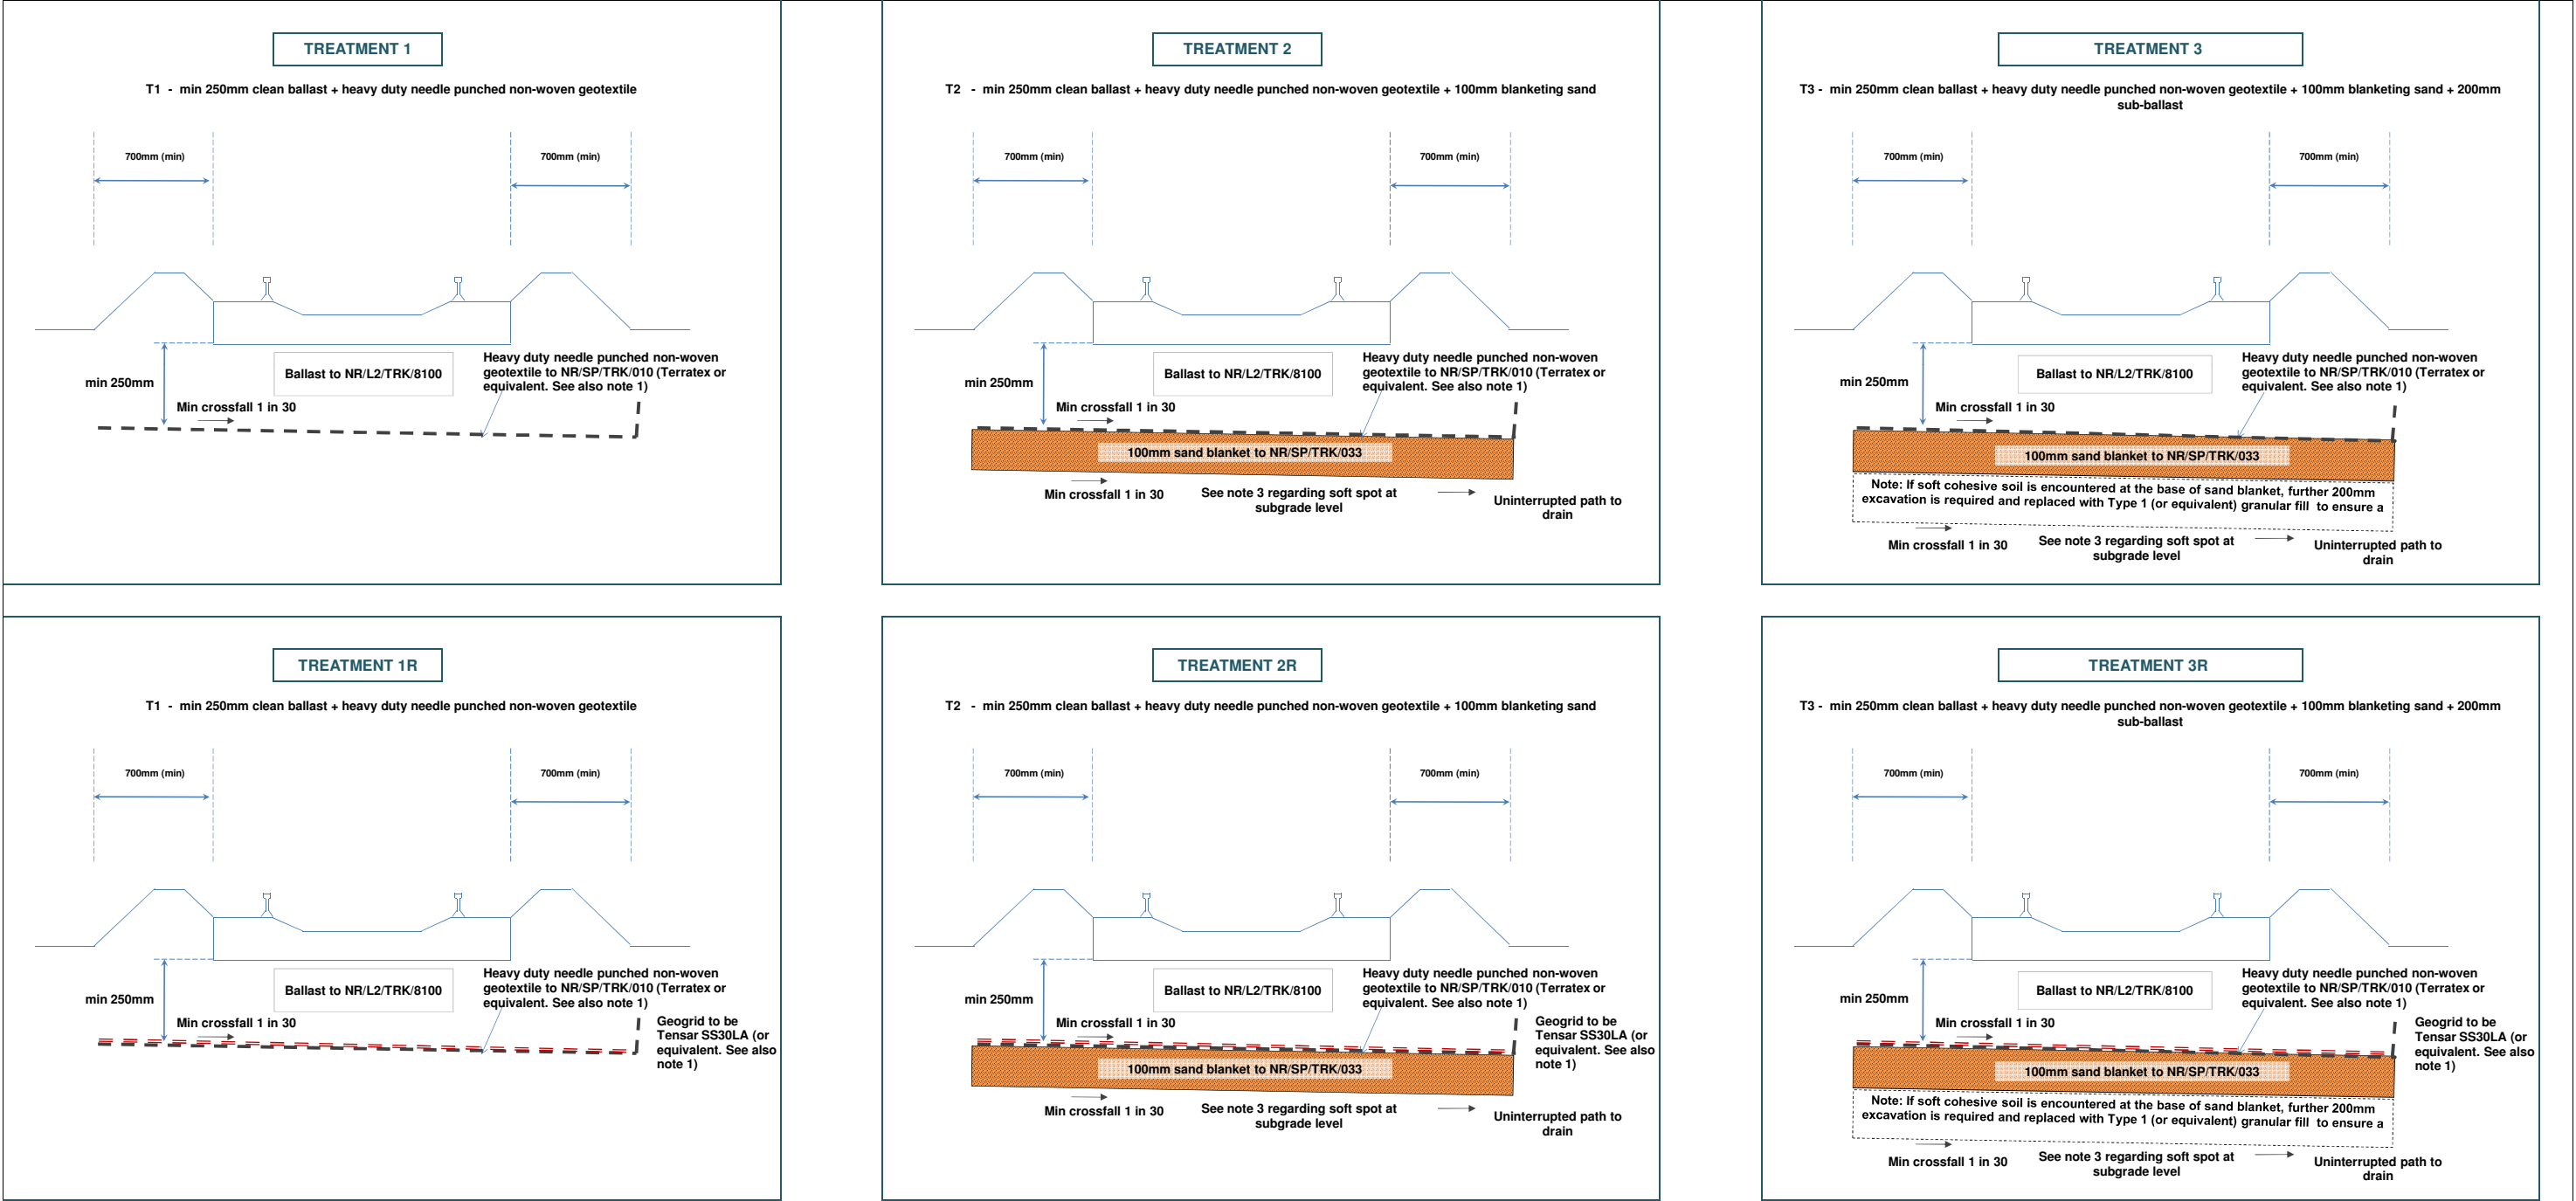 TREATMENT 1
T1 - min 250mm clean ballast + heavy duty needle punched non-woven geotextile
700mm (min)
700mm (min)
Heavy duty needle punched non-woven
geotextile to NR/SP/TRK/010 (Terratex or
equivalent. See also note 1)
Ballast to NR/L2/TRK/8100
min 250mm
Min crossfall 1 in 30
TREATMENT 2
T2 - min 250mm clean ballast + heavy duty needle punched non-woven geotextile + 100mm blanketing sand
700mm (min)
700mm (min)
Heavy duty needle punched non-woven
geotextile to NR/SP/TRK/010 (Terratex or
equivalent. See also note 1)
Ballast to NR/L2/TRK/8100
min 250mm
Min crossfall 1 in 30
100mm sand blanket to NR/SP/TRK/033
Min crossfall 1 in 30
See note 3 regarding soft spot at
subgrade level
Uninterrupted path to
drain
TREATMENT 3
T3 - min 250mm clean ballast + heavy duty needle punched non-woven geotextile + 100mm blanketing sand + 200mm
sub-ballast
700mm (min)
700mm (min)
Heavy duty needle punched non-woven
geotextile to NR/SP/TRK/010 (Terratex or
equivalent. See also note 1)
Ballast to NR/L2/TRK/8100
min 250mm
Min crossfall 1 in 30
100mm sand blanket to NR/SP/TRK/033
Note: If soft cohesive soil is encountered at the base of sand blanket, further 200mm
excavation is required and replaced with Type 1 (or equivalent) granular fill to ensure a
Min crossfall 1 in 30
See note 3 regarding soft spot at
subgrade level
Uninterrupted path to
drain
TREATMENT 1R
T1 - min 250mm clean ballast + heavy duty needle punched non-woven geotextile
700mm (min)
700mm (min)
Heavy duty needle punched non-woven
geotextile to NR/SP/TRK/010 (Terratex or
equivalent. See also note 1)
Ballast to NR/L2/TRK/8100
min 250mm
Min crossfall 1 in 30
Geogrid to be
Tensar SS30LA (or
equivalent. See also
note 1)
TREATMENT 2R
T2 - min 250mm clean ballast + heavy duty needle punched non-woven geotextile + 100mm blanketing sand
700mm (min)
700mm (min)
Heavy duty needle punched non-woven
geotextile to NR/SP/TRK/010 (Terratex or
equivalent. See also note 1)
Ballast to NR/L2/TRK/8100
min 250mm
Min crossfall 1 in 30
Geogrid to be
Tensar SS30LA (or
equivalent. See also
note 1)
100mm sand blanket to NR/SP/TRK/033
Min crossfall 1 in 30
See note 3 regarding soft spot at
subgrade level
Uninterrupted path to
drain
TREATMENT 3R
T3 - min 250mm clean ballast + heavy duty needle punched non-woven geotextile + 100mm blanketing sand + 200mm
sub-ballast
700mm (min)
700mm (min)
Heavy duty needle punched non-woven
geotextile to NR/SP/TRK/010 (Terratex or
equivalent. See also note 1)
Ballast to NR/L2/TRK/8100
min 250mm
Min crossfall 1 in 30
Geogrid to be
Tensar SS30LA (or
equivalent. See also
note 1)
100mm sand blanket to NR/SP/TRK/033
Note: If soft cohesive soil is encountered at the base of sand blanket, further 200mm
excavation is required and replaced with Type 1 (or equivalent) granular fill to ensure a
Min crossfall 1 in 30
See note 3 regarding soft spot at
subgrade level
Uninterrupted path to
drain